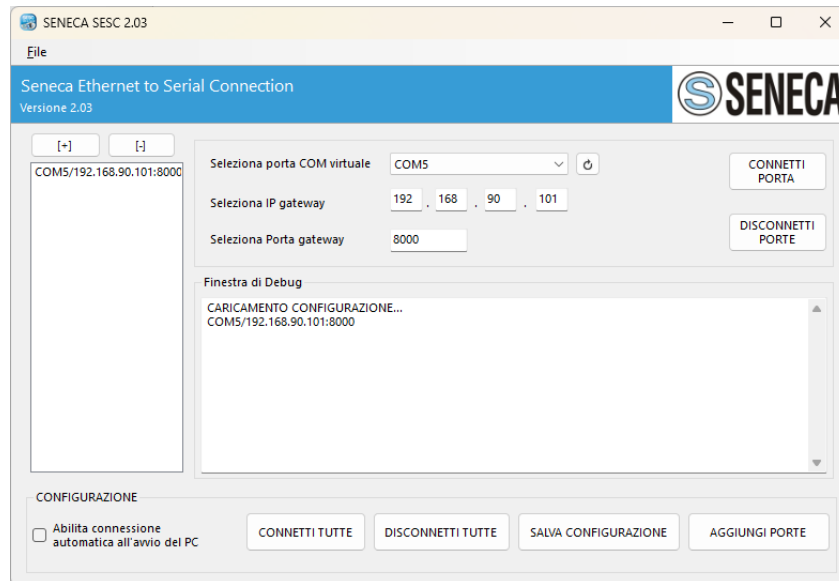 SENECA SESC 2.03
File
Seneca Ethernet to Serial Connection
Versione 2.03
S SENECA
[+] [-]
COM5/192.168.90.101:8000
Seleziona porta COM virtuale COM5
CONNETTI
PORTA
Seleziona IP gateway 192 . 168 . 90 . 101
Seleziona Porta gateway 8000
DISCONNETTI
PORTE
Finestra di Debug
CARICAMENTO CONFIGURAZIONE...
COM5/192.168.90.101:8000
CONFIGURAZIONE
Abilita connessione
automatica all'avvio del PC
CONNETTI TUTTE DISCONNETTI TUTTE SALVA CONFIGURAZIONE AGGIUNGI PORTE